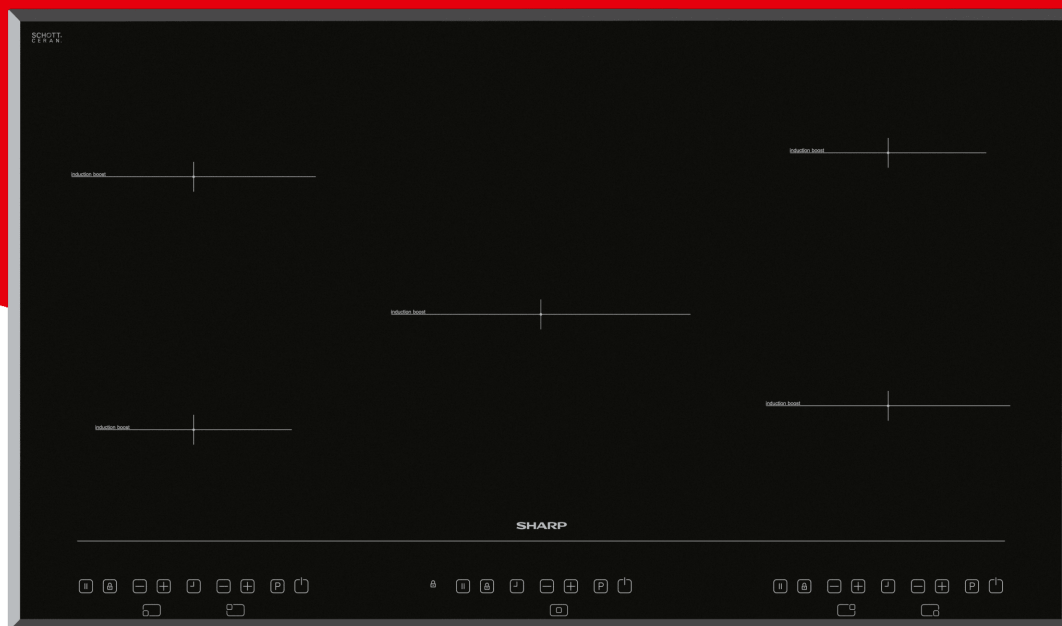 SCHOTT
CERAN
induction boost
induction boost
induction boost
induction boost
induction boost
SHARP
P
P
P